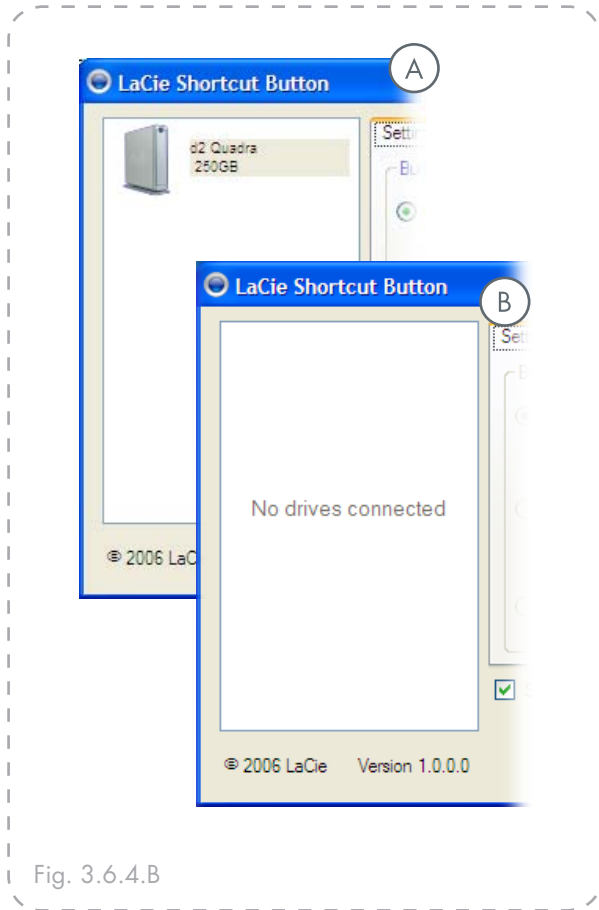 LaCie Shortcut Button
A
d2 Quadra
250GB
© 2006
LaCie Shortcut Button
B
No drives connected
© 2006 LaCie Version 1.0.0.0
Fig. 3.6.4.B